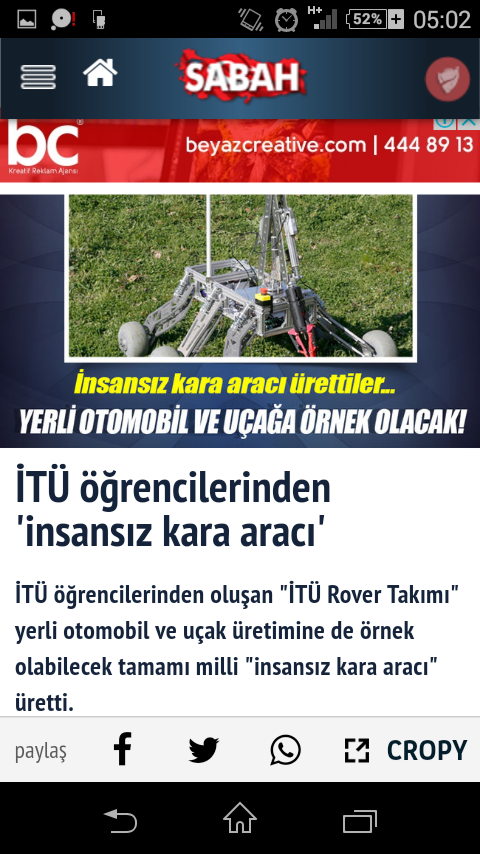 H+
52%
05:02
SABAH
bc®
Kreatif Reklam Ajansı
beyazcreative.com | 444 89 13
İnsansız kara aracı ürettiler...
YERLİ OTOMOBİL VE UÇAĞA ÖRNEK OLACAK!
İTÜ öğrencilerinden
'insansız kara aracı'
İTÜ öğrencilerinden oluşan "İTÜ Rover Takımı"
yerli otomobil ve uçak üretimine de örnek
olabilecek tamamı milli "insansız kara aracı"
üretti.
paylaş
CROPY